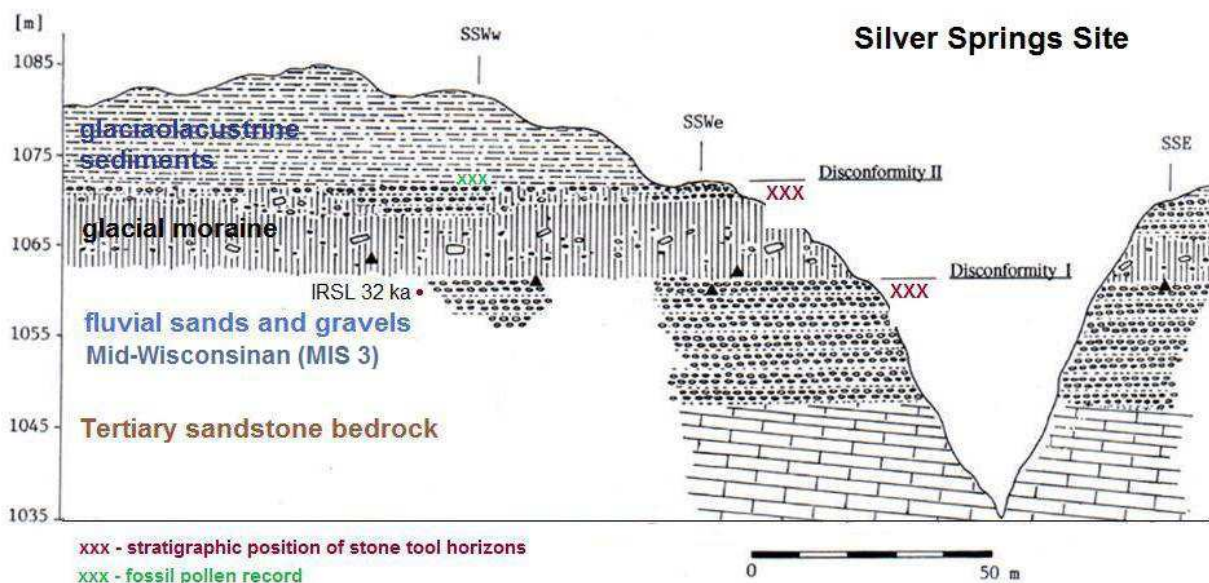 [m]
Silver Springs Site
SSWw
1085
SSWe
SSE
glaciaolacustrine
sediments
1075
Disconformity II
xxx
xxx
glacial moraine
1065
Disconformity I
xxx
IRSL 32 ka
fluvial sands and gravels
1055
Mid-Wisconsinan (MIS 3)
Tertiary sandstone bedrock
1045
1035
xxx - stratigraphic position of stone tool horizons
xxx - fossil pollen record
0 50 m